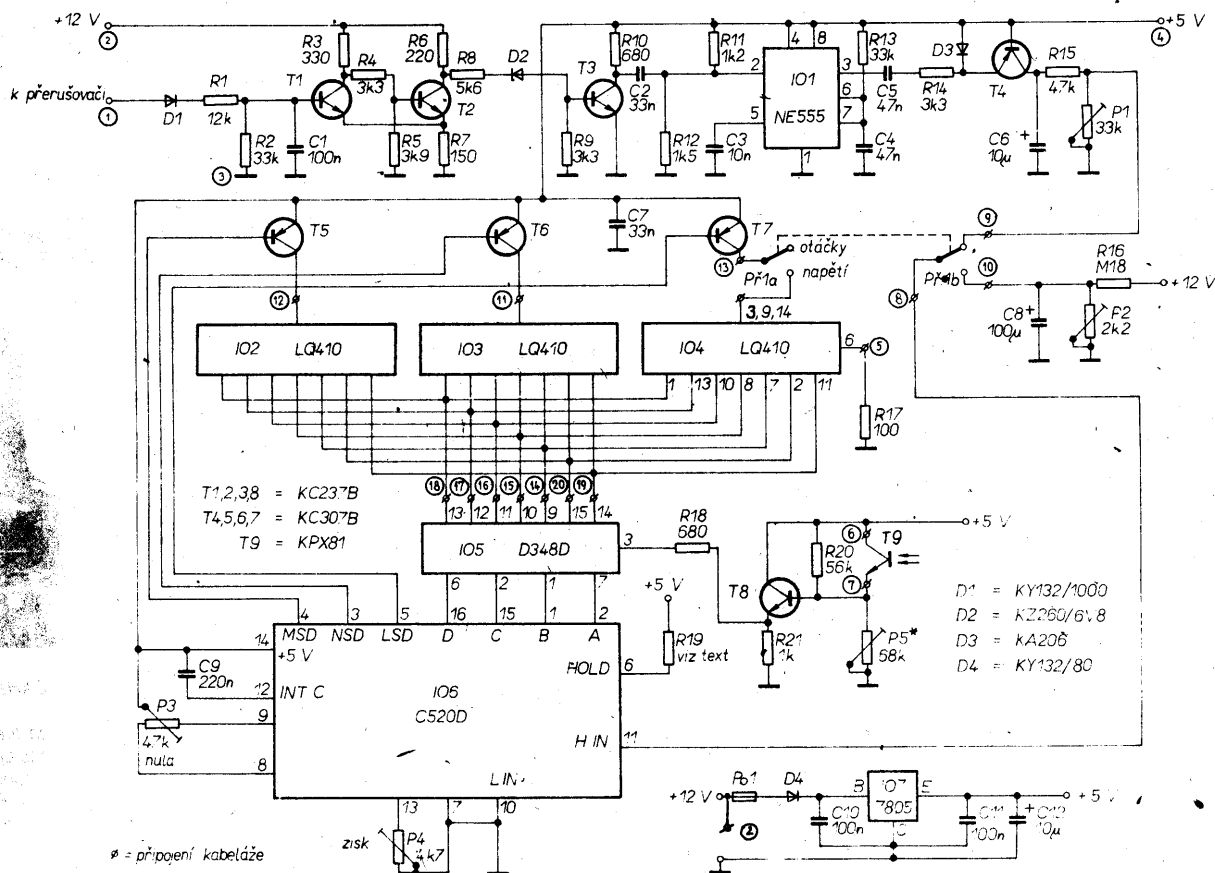 +12 V
2
k přerušovači
1
D1
R1
12k
R2
33k
3
C1
100n
R3
330
T1
R4
3k3
R5
3k9
R6
220
T2
R7
150
R8
5k6
D2
R9
3k3
T3
R10
680
C2
33n
R11
1k2
R12
1k5
C3
10n
2
4
8
5
3
6
7
1
IO1
NE555
R13
33k
C5
47n
C4
47n
R14
3k3
D3
T4
R15
4.7k
C6
10µ
+
P1
33k
+5 V
4
T5
T6
C7
33n
T7
13
otáčky
napětí
Př1a
Př1b
9
10
8
R16
M18
+12 V
C8
100µ
+
P2
2k2
12
11
3,9,14
IO2 LQ410
IO3 LQ410
IO4 LQ410
6
5
1 13 10 8 7 2 11
R17
100
T1,2,3,8 = KC237B
T4,5,6,7 = KC307B
T9 = KPX81
18 17 16 15 14 20 19
13 12 11 10 9 15 14
IO5 D348D
3
R18
680
6 2 1 7
+5 V
R20
56k
6
T9
7
T8
R21
1k
P5*
68k
D1 = KY132/1000
D2 = KZ260/6V8
D3 = KA206
D4 = KY132/80
4 3 5 16 15 1 2
MSD NSD LSD D C B A
14
+5 V
C9
220n
12
INT C
P3
4.7k
nula
9
8
IO6
C520D
HOLD
6
+5 V
R19
viz text
H IN
11
L IN
13 7 10
zisk
P4
4k7
+12 V
Po1
2
D4
B
IO7
7805
E
C
C10
100n
C11
100n
+
C12
10µ
+5 V
ø = připojení kabeláže